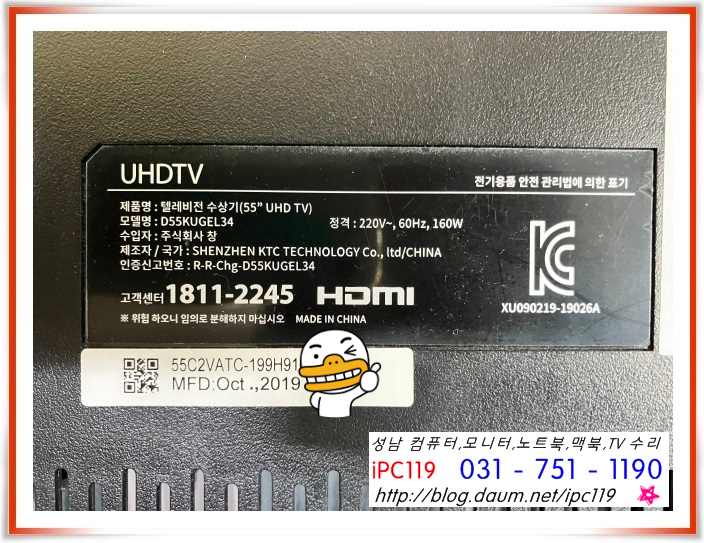 UHDTV
전기용품 안전 관리법에 의한 표기
제품명 : 텔레비전 수상기(55" UHD TV)
모델명 : D55KUGEL34
정격 : 220V~, 60Hz, 160W
수입자 : 주식회사 창
제조자 / 국가 : SHENZHEN KTC TECHNOLOGY Co., ltd/CHINA
인증신고번호 : R-R-Chg-D55KUGEL34
고객센터 1811-2245 HDMI
XU090219-19026A
※ 위험 하오니 임의로 분해하지 마십시오 MADE IN CHINA
55C2VATC-199H91
MFD:Oct.,2019
성남 컴퓨터,모니터,노트북,맥북,TV 수리
iPC119 031 - 751 - 1190
http://blog.daum.net/ipc119